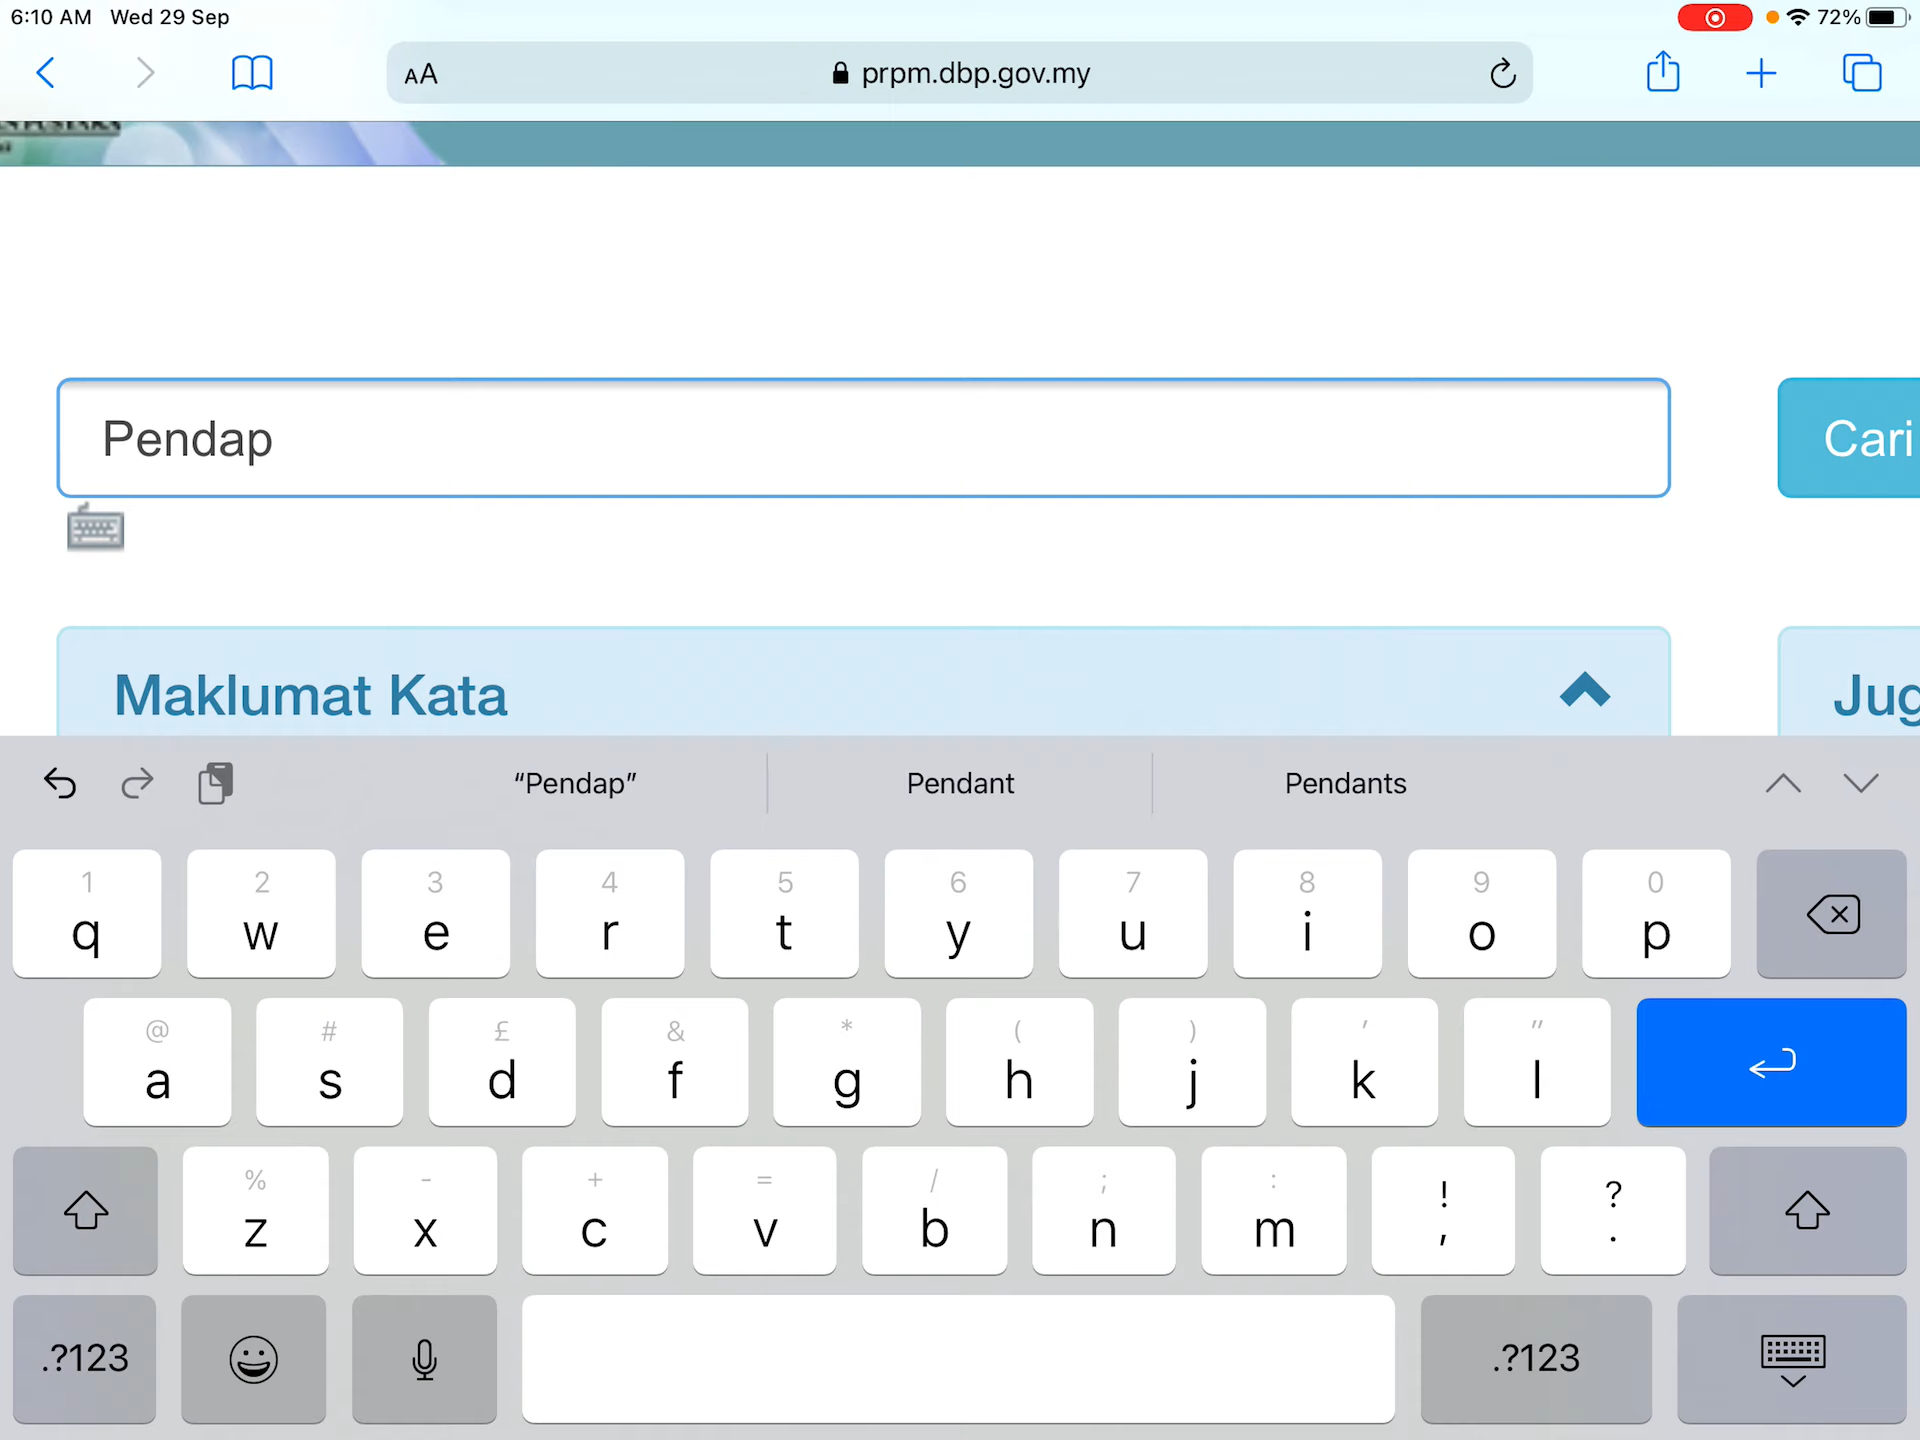 6:10 AM Wed 29 Sep
72%
AA
prpm.dbp.gov.my
Pendap
Cari
Maklumat Kata
Jug
“Pendap”
Pendant
Pendants
1 2 3 4 5 6 7 8 9 0
q w e r t y u i o p
@ # £ & * ( ) ' "
a s d f g h j k l
% - + = / ; : ! ?
z x c v b n m , .
.?123
.?123